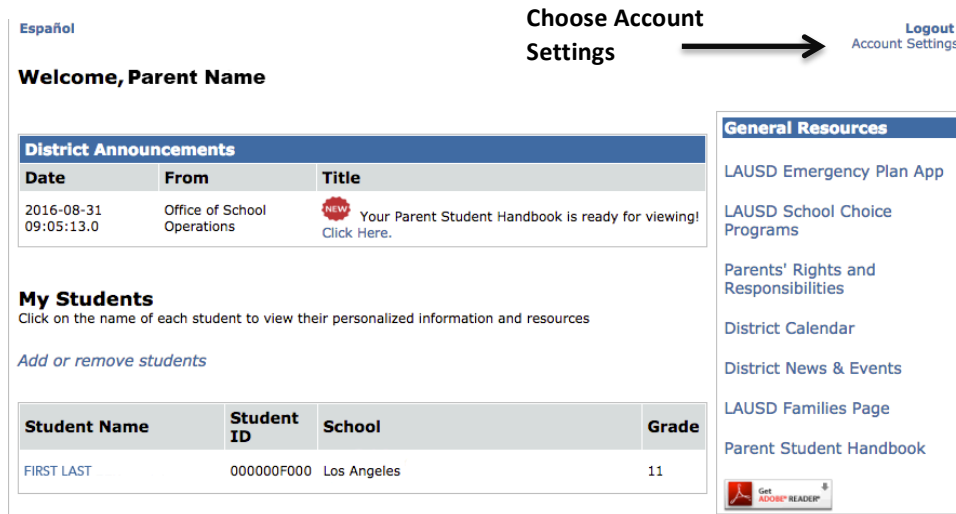 Español
Choose Account
Settings
Logout
Account Settings
Welcome, Parent Name
District Announcements
Date From Title
2016-08-31
09:05:13.0
Office of School
Operations
NEW Your Parent Student Handbook is ready for viewing!
Click Here.
My Students
Click on the name of each student to view their personalized information and resources
Add or remove students
Student Name Student ID School Grade
FIRST LAST 000000F000 Los Angeles 11
General Resources
LAUSD Emergency Plan App
LAUSD School Choice
Programs
Parents' Rights and
Responsibilities
District Calendar
District News & Events
LAUSD Families Page
Parent Student Handbook
Get
ADOBE® READER®